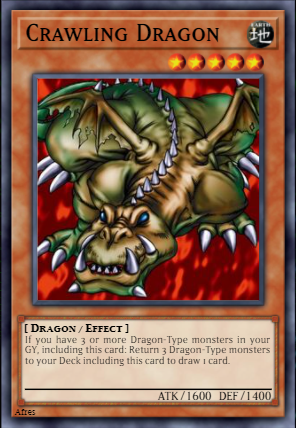 Crawling Dragon
EARTH
地
[ Dragon / Effect ]
If you have 3 or more Dragon-Type monsters in your
GY, including this card: Return 3 Dragon-Type monsters
to your Deck including this card to draw 1 card.
ATK/1600 DEF/1400
Afres